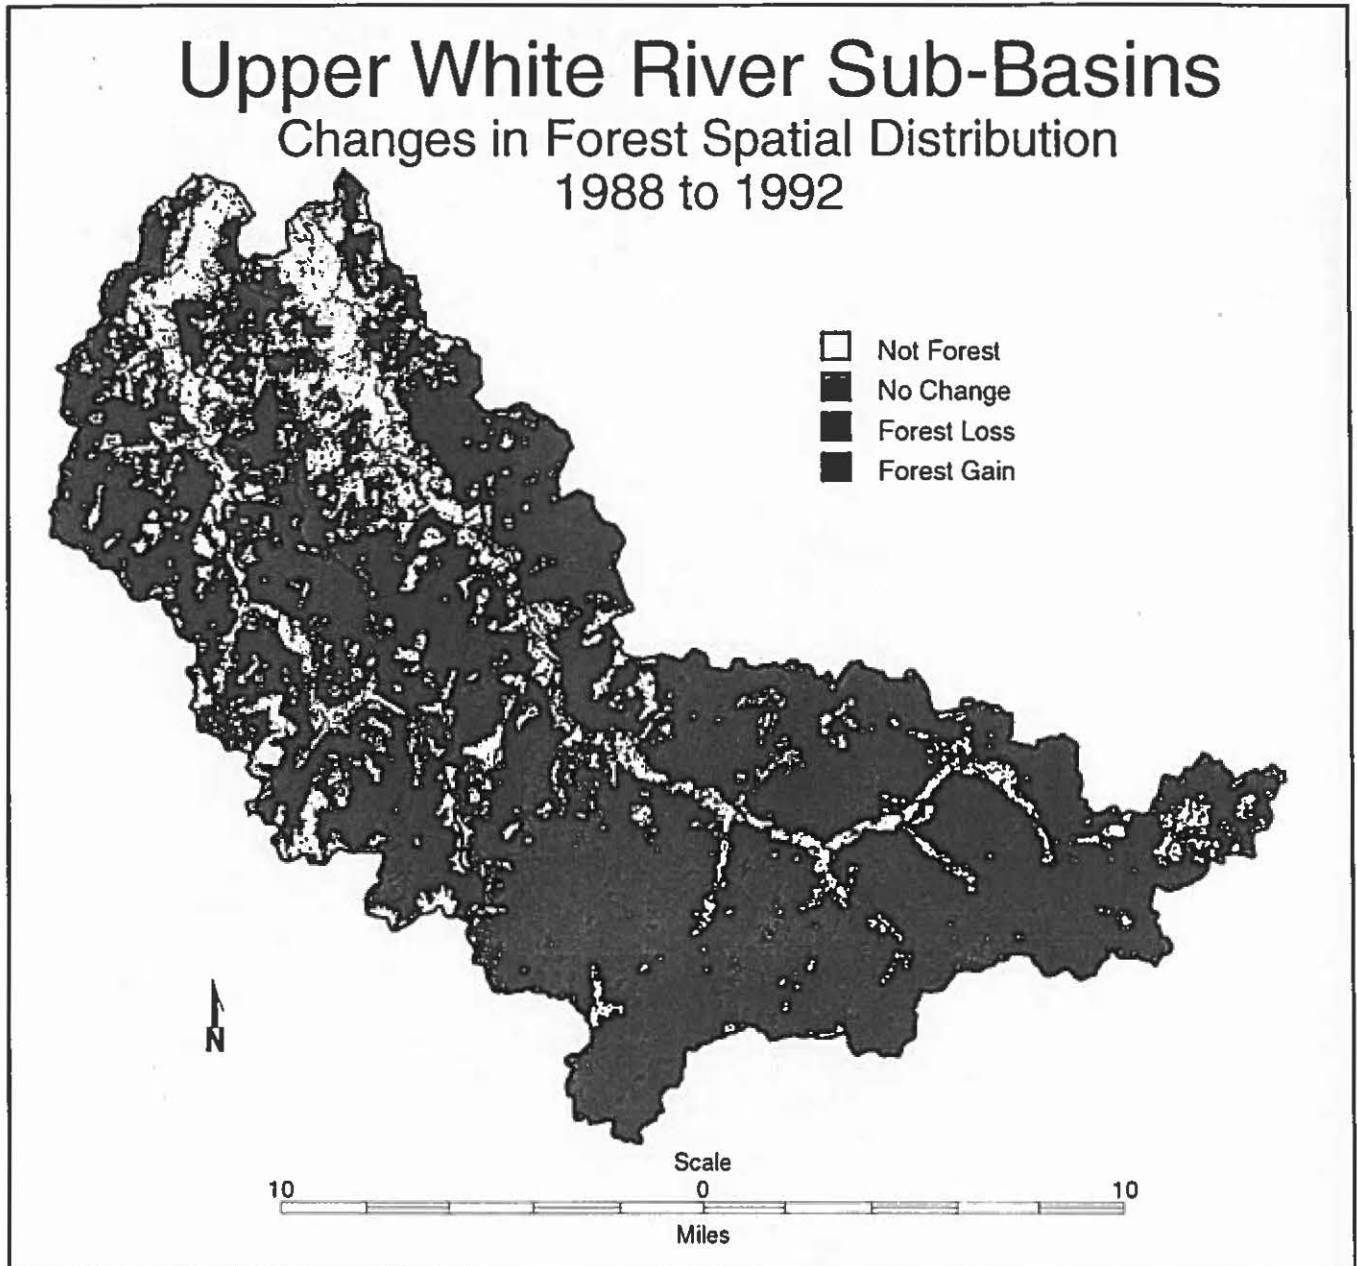 Upper White River Sub-Basins
Changes in Forest Spatial Distribution
1988 to 1992
Not Forest
No Change
Forest Loss
Forest Gain
N
Scale
10 0 10
Miles